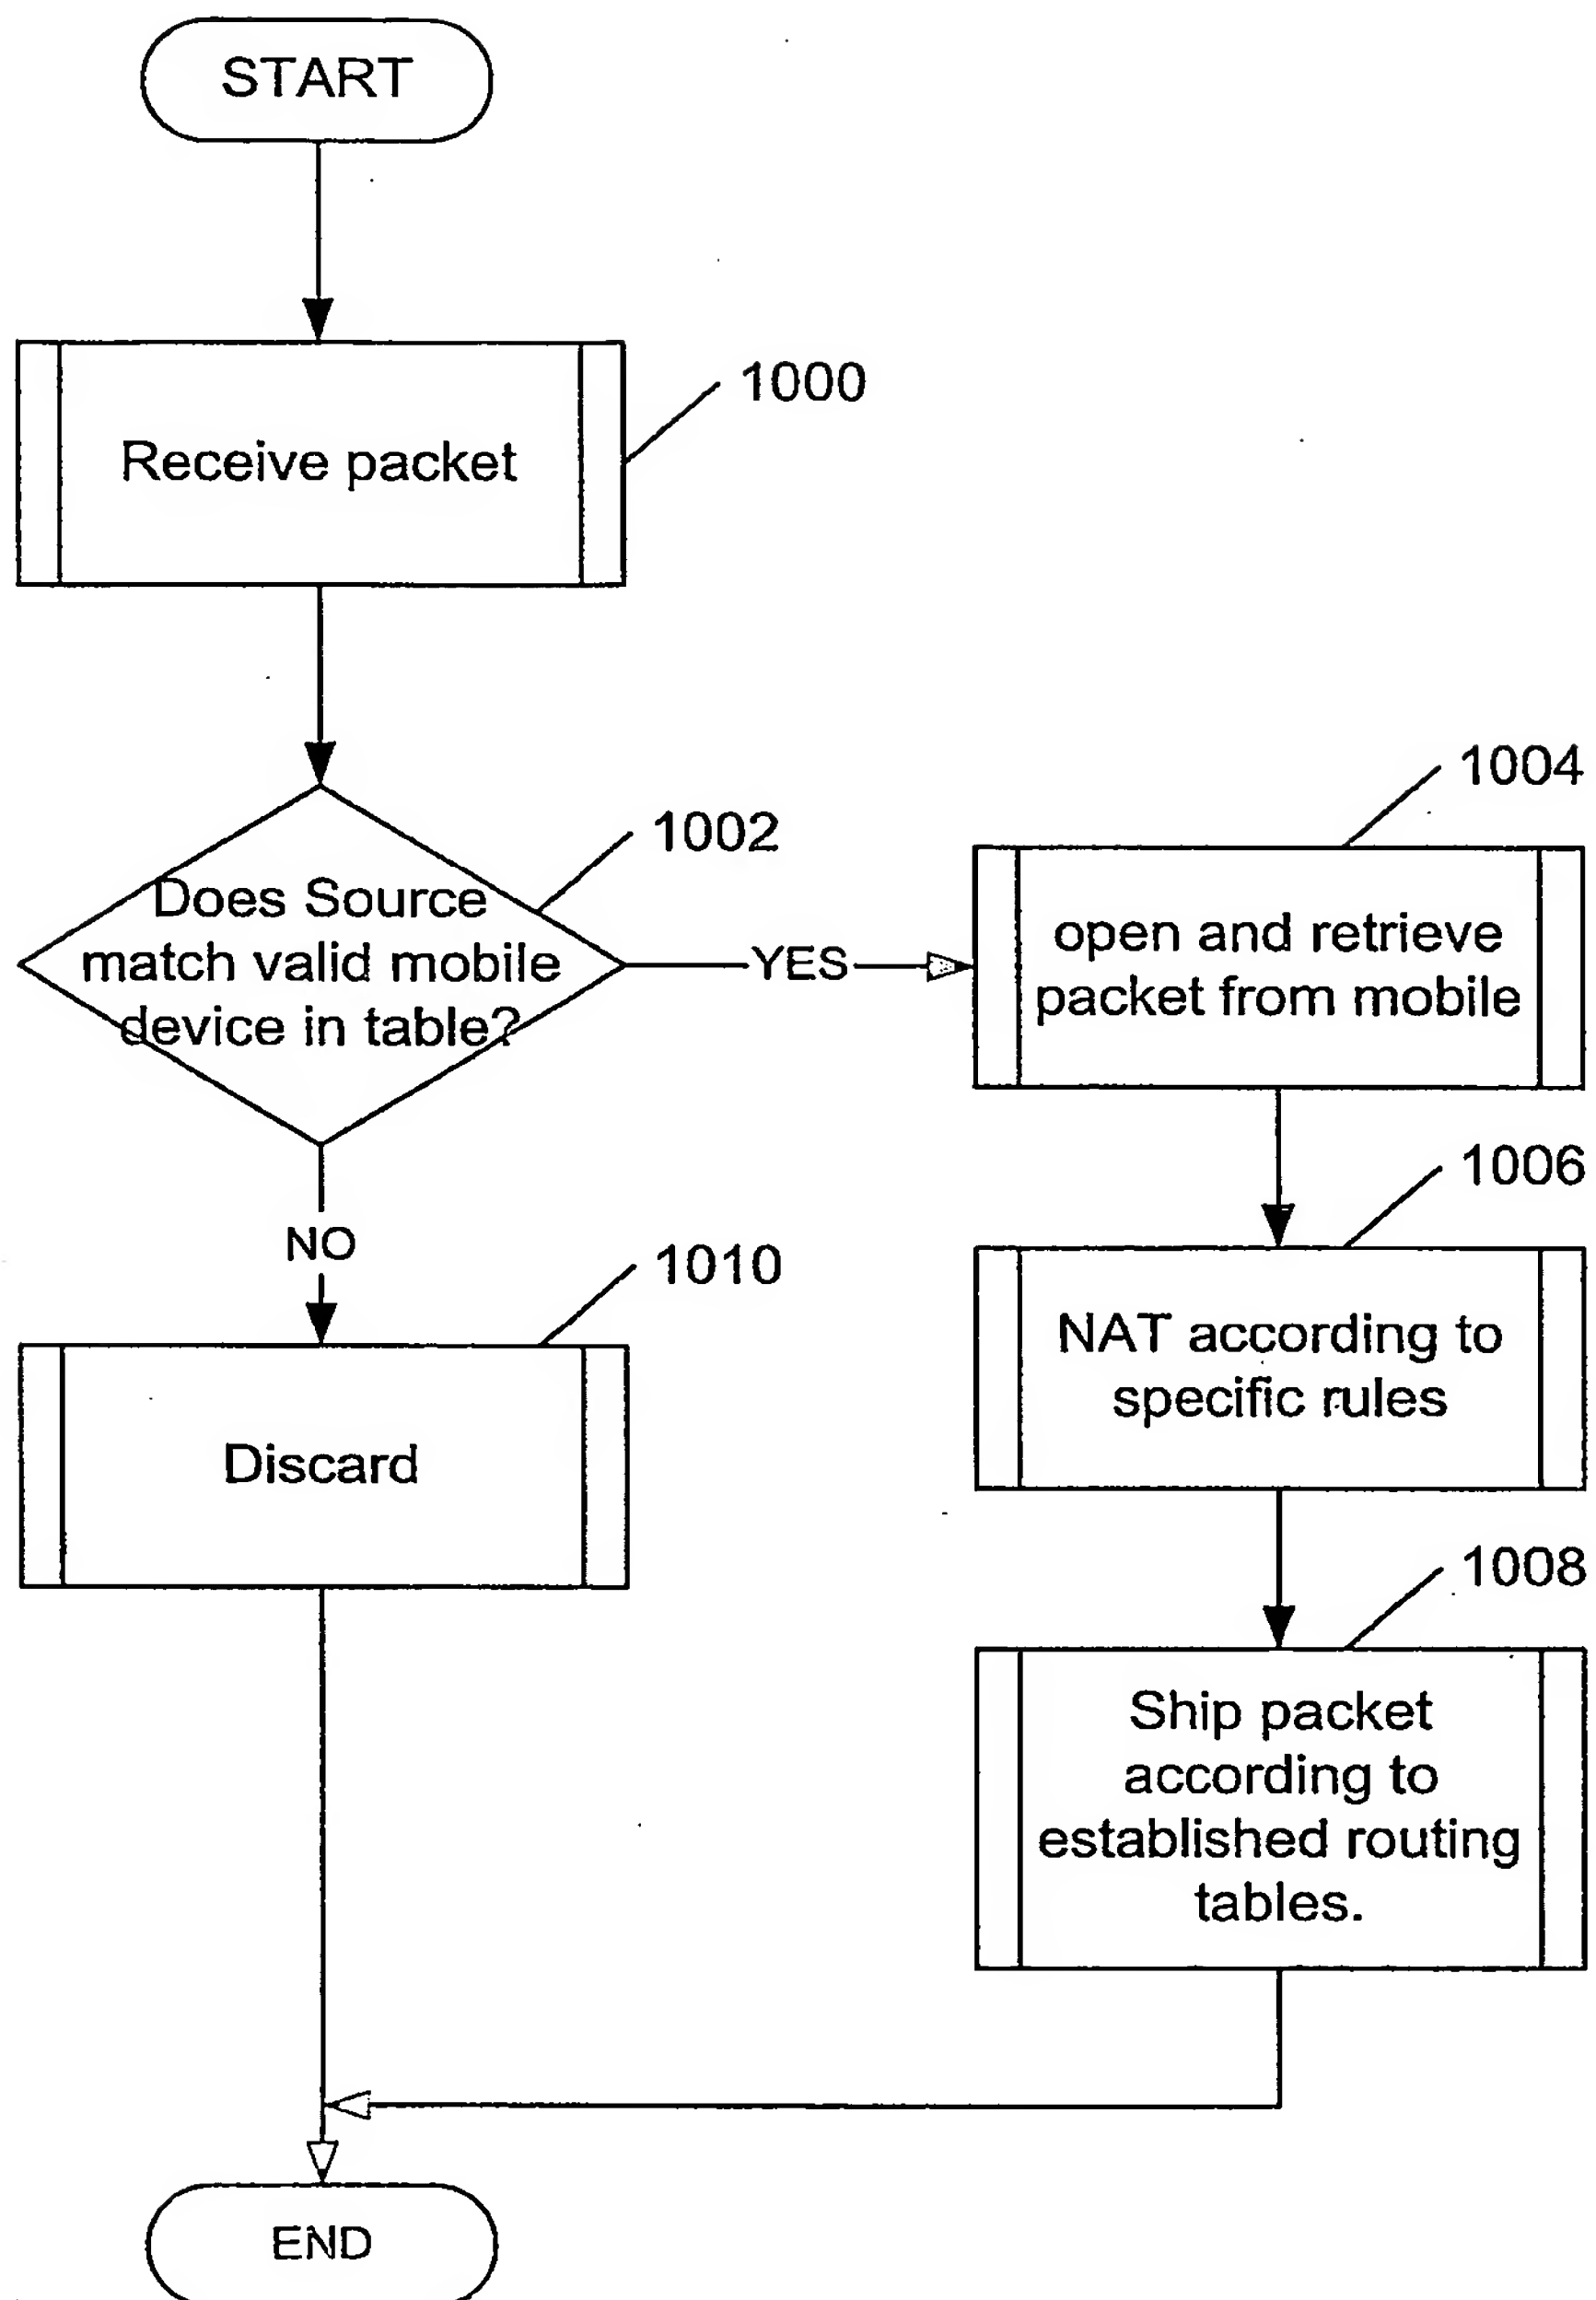 START
1000
Receive packet
1002
Does Source
match valid mobile
device in table?
YES
1004
open and retrieve
packet from mobile
NO
1006
NAT according to
specific rules
1010
Discard
1008
Ship packet
according to
established routing
tables.
END